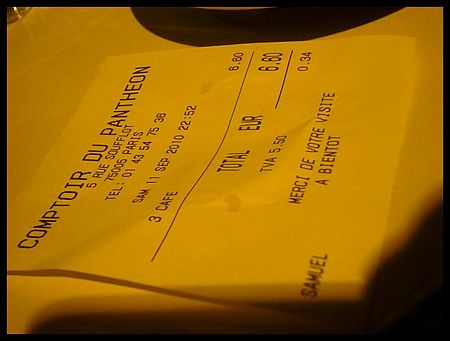 COMPTOIR DU PANTHEON
5 RUE SOUFFLOT
75005 PARIS
TEL: 01 43 54 75 36
SAM 11 SEP 2010 22:52
3 CAFE 6.60
TOTAL EUR 6.60
TVA 5.50 0.34
MERCI DE VOTRE VISITE
A BIENTOT
SAMUEL